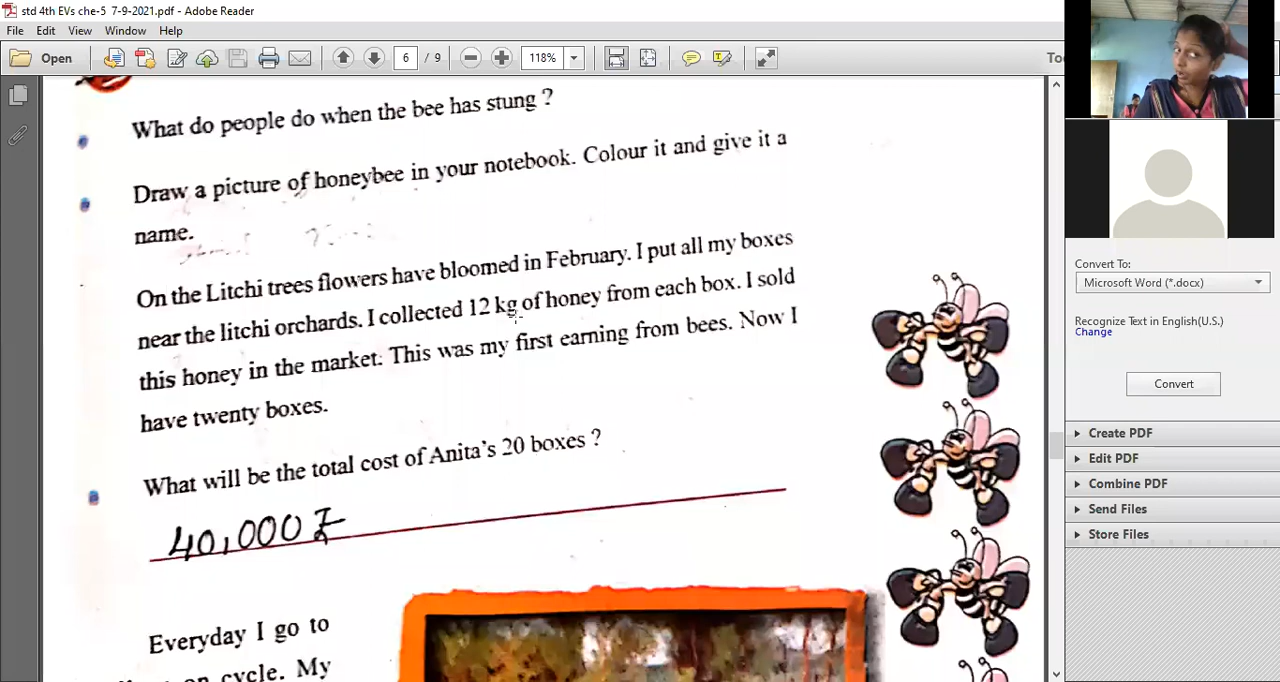 std 4th EVs che-5 7-9-2021.pdf - Adobe Reader
File Edit View Window Help
Open 6 / 9 118%
What do people do when the bee has stung ?
Draw a picture of honeybee in your notebook. Colour it and give it a
name.
On the Litchi trees flowers have bloomed in February. I put all my boxes
near the litchi orchards. I collected 12 kg of honey from each box. I sold
this honey in the market. This was my first earning from bees. Now I
have twenty boxes.
What will be the total cost of Anita's 20 boxes ?
40,000 ₹
Everyday I go to
on cycle. My
Convert To:
Microsoft Word (*.docx)
Recognize Text in English(U.S.)
Change
Convert
Create PDF
Edit PDF
Combine PDF
Send Files
Store Files